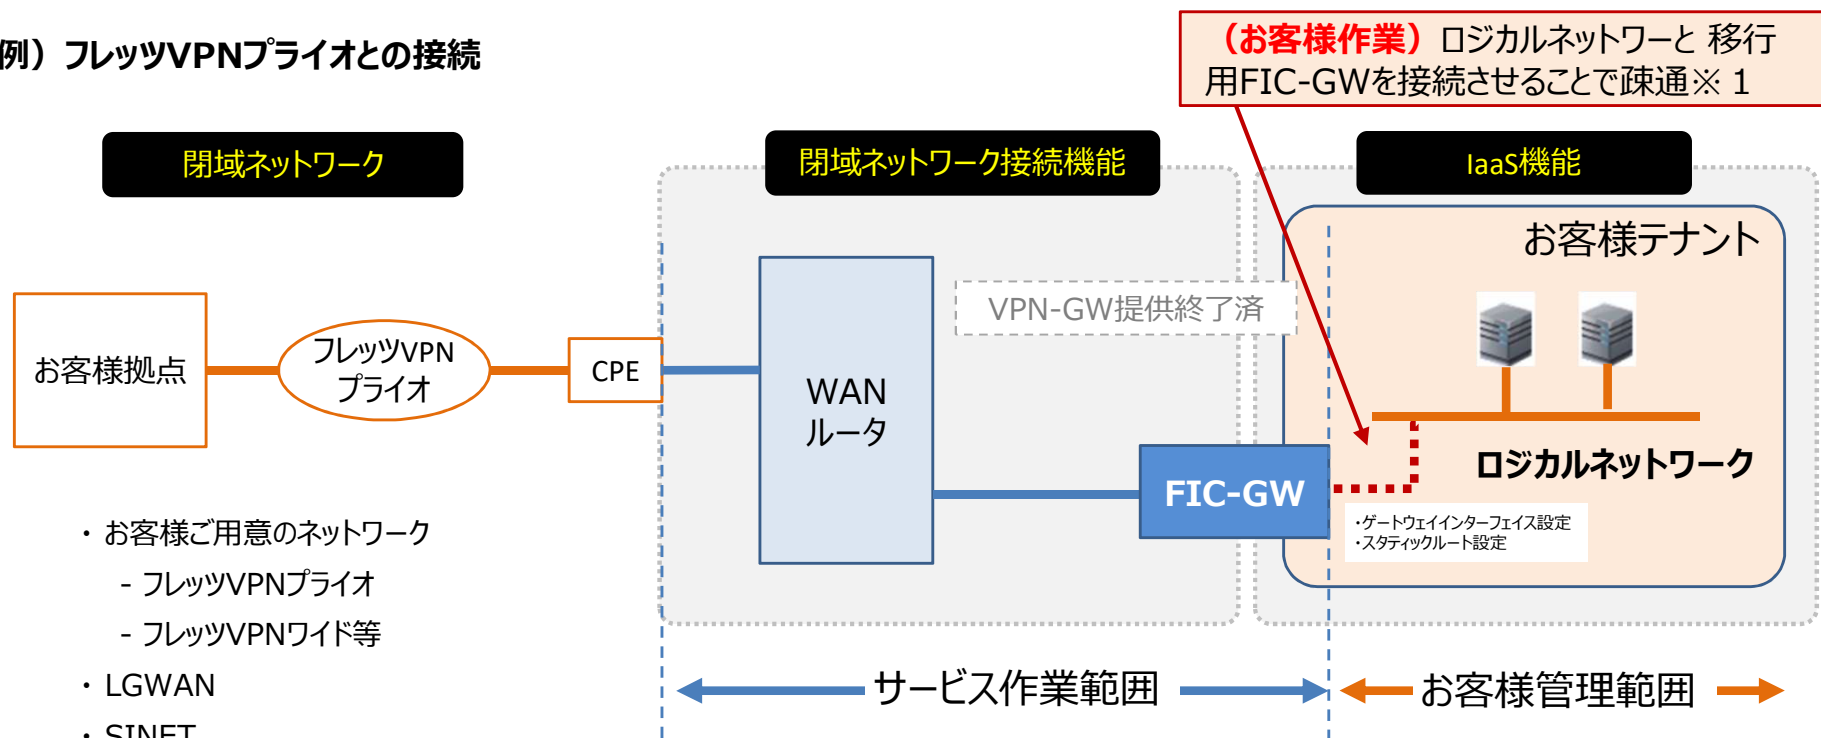 例）フレッツVPNプライオとの接続
（お客様作業）ロジカルネットワーと 移行
用FIC-GWを接続させることで疎通※１
閉域ネットワーク
閉域ネットワーク接続機能
IaaS機能
お客様テナント
VPN-GW提供終了済
お客様拠点
フレッツVPN
プライオ
CPE
WAN
ルータ
FIC-GW
ロジカルネットワーク
・ゲートウェイインターフェイス設定
・スタティックルート設定
・お客様ご用意のネットワーク
- フレッツVPNプライオ
- フレッツVPNワイド等
・LGWAN
・SINET
サービス作業範囲
お客様管理範囲